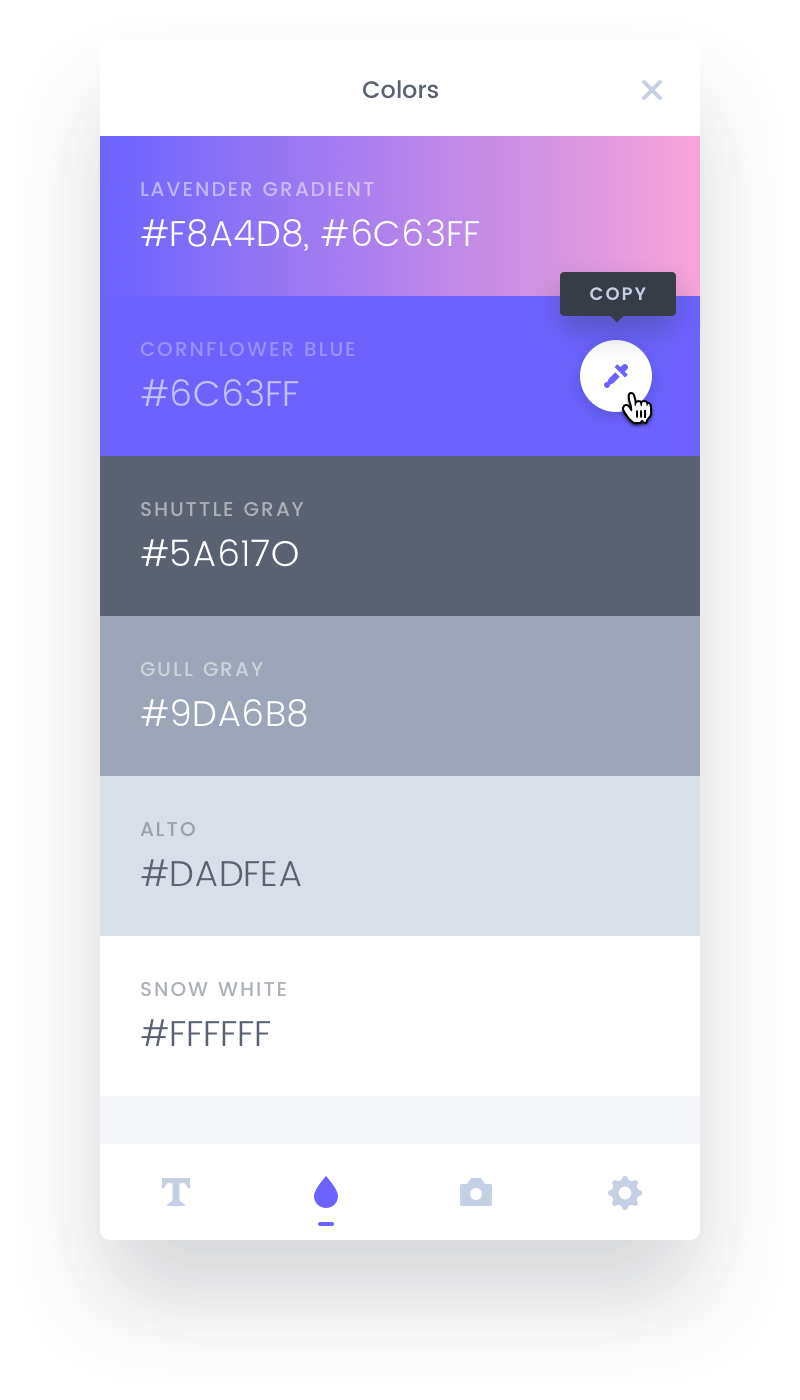 Colors
LAVENDER GRADIENT
#F8A4D8, #6C63FF
COPY
CORNFLOWER BLUE
#6C63FF
SHUTTLE GRAY
#5A6170
GULL GRAY
#9DA6B8
ALTO
#DADFEA
SNOW WHITE
#FFFFFF
T